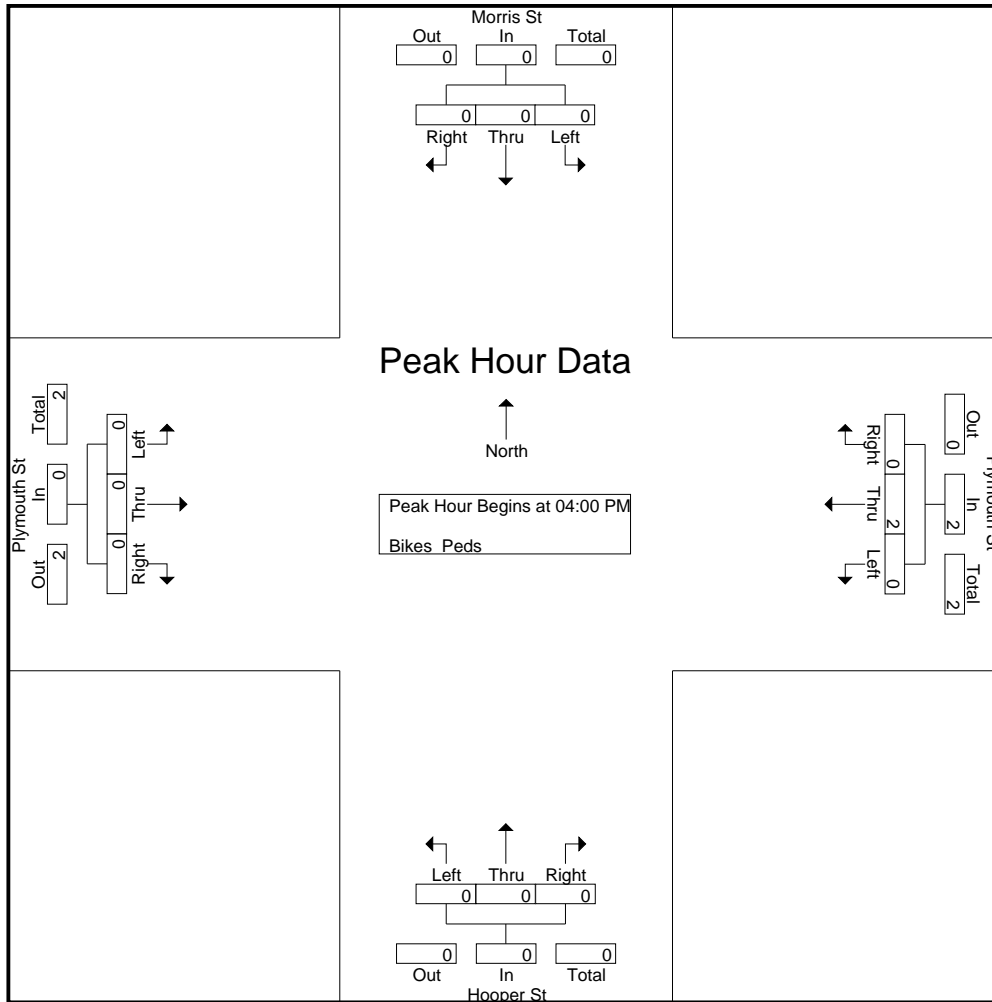 Morris St
Out In Total
0 0 0
0 0 0
Right Thru Left
Peak Hour Data
North
Peak Hour Begins at 04:00 PM
Bikes Peds
Plymouth St
Out In Total
2 0 2
0 0 0
Right Thru Left
Plymouth St
Out In Total
0 2 2
0 2 0
Right Thru Left
Left Thru Right
0 0 0
0 0 0
Out In Total
Hooper St